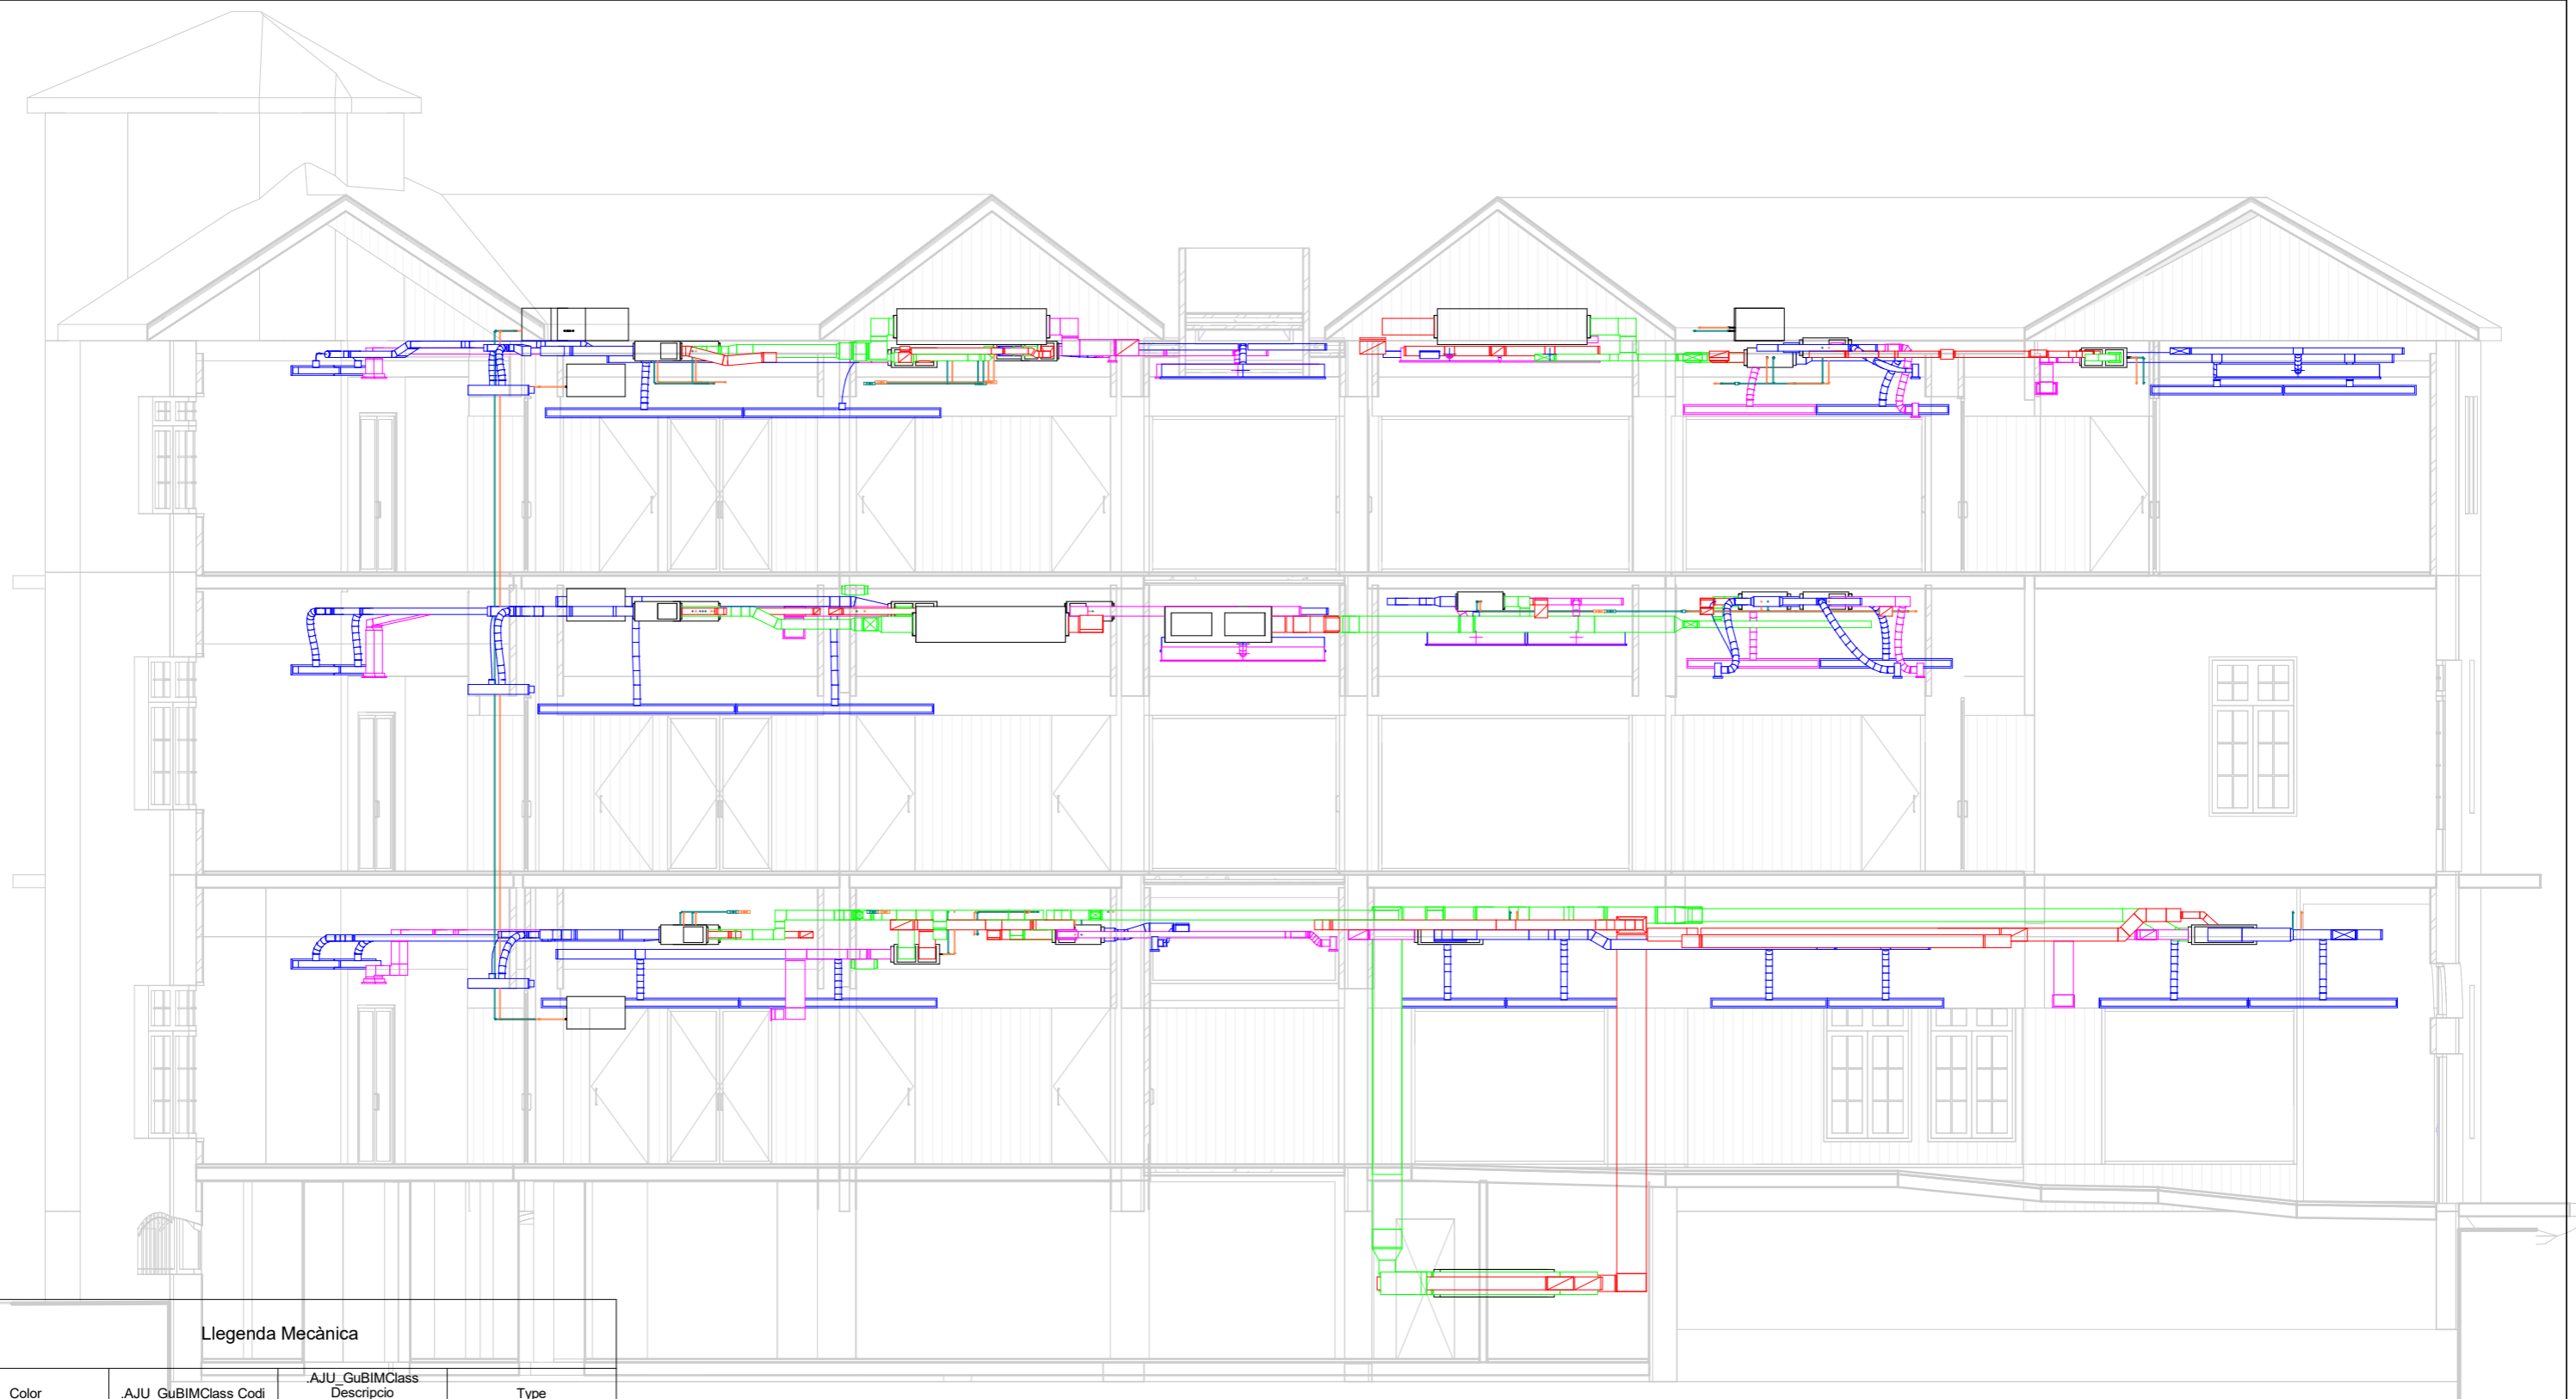 Llegenda Mecànica
Color
.AJU_GuBIMClass Codi
.AJU_GuBIMClass
Descripcio
Type